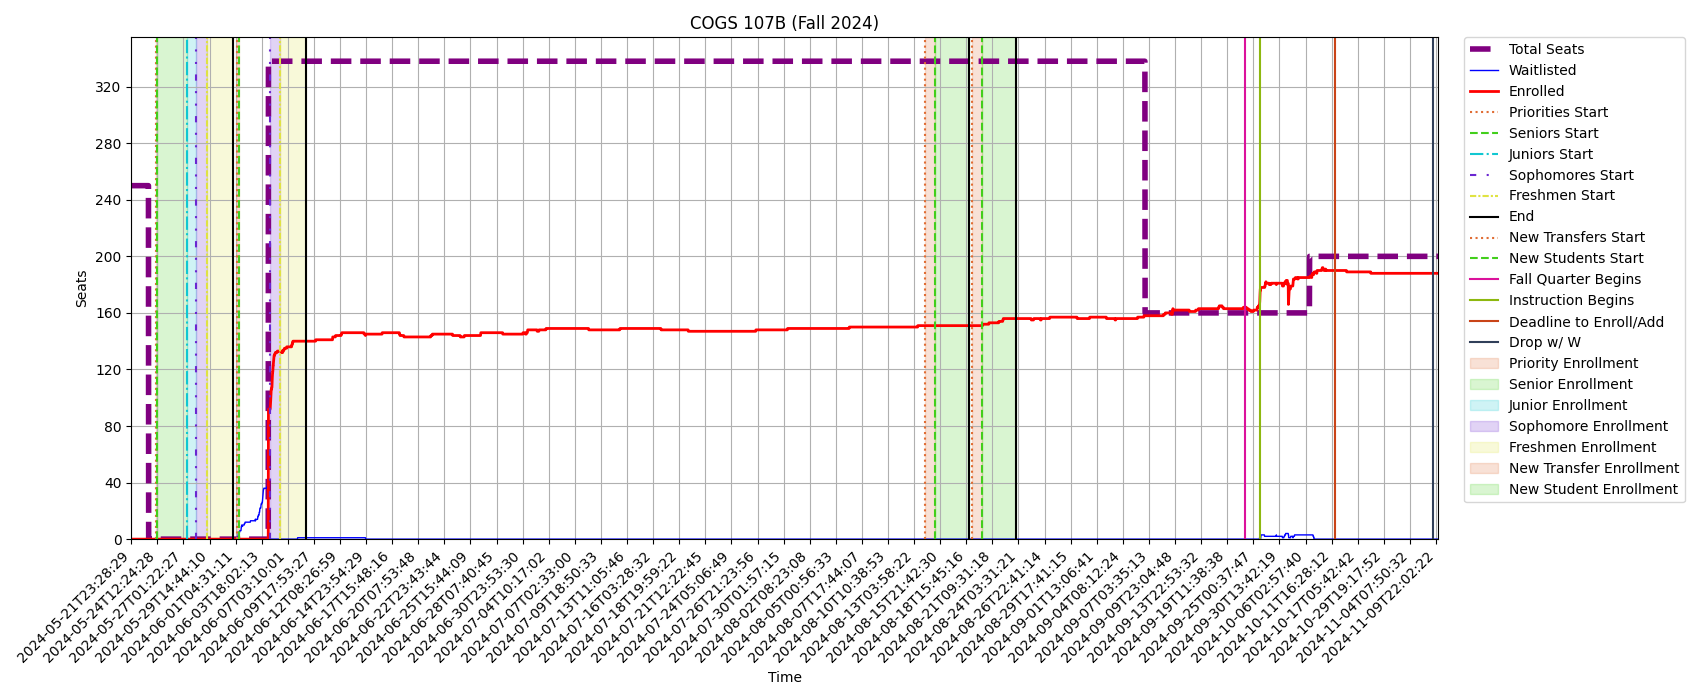 COGS 107B (Fall 2024)
Seats
320
280
240
200
160
120
80
40
0
2024-05-21T23:28:29
2024-05-24T12:24:28
2024-05-27T01:22:27
2024-05-29T14:44:10
2024-06-01T04:31:11
2024-06-03T18:02:13
2024-06-07T03:10:01
2024-06-09T17:53:27
2024-06-12T08:26:59
2024-06-14T23:54:29
2024-06-17T15:48:16
2024-06-20T07:53:48
2024-06-22T23:43:44
2024-06-25T15:44:09
2024-06-28T07:40:45
2024-06-30T23:53:30
2024-07-04T10:17:02
2024-07-07T02:33:00
2024-07-09T18:50:33
2024-07-13T11:05:46
2024-07-16T03:28:32
2024-07-18T19:59:22
2024-07-21T12:22:45
2024-07-24T05:06:49
2024-07-26T21:23:56
2024-07-30T01:57:15
2024-08-02T08:23:08
2024-08-05T00:56:33
2024-08-07T17:44:07
2024-08-10T10:38:53
2024-08-13T03:58:22
2024-08-15T21:42:30
2024-08-18T15:45:16
2024-08-21T09:31:18
2024-08-24T03:31:21
2024-08-26T22:41:14
2024-08-29T17:41:15
2024-09-01T13:06:41
2024-09-04T08:12:24
2024-09-07T03:35:13
2024-09-09T23:04:48
2024-09-13T22:53:32
2024-09-19T11:38:38
2024-09-25T00:37:47
2024-09-30T13:42:19
2024-10-06T02:57:40
2024-10-11T16:28:12
2024-10-17T05:42:42
2024-10-29T19:17:52
2024-11-04T07:50:32
2024-11-09T22:02:22
Time
Total Seats
Waitlisted
Enrolled
Priorities Start
Seniors Start
Juniors Start
Sophomores Start
Freshmen Start
End
New Transfers Start
New Students Start
Fall Quarter Begins
Instruction Begins
Deadline to Enroll/Add
Drop w/ W
Priority Enrollment
Senior Enrollment
Junior Enrollment
Sophomore Enrollment
Freshmen Enrollment
New Transfer Enrollment
New Student Enrollment